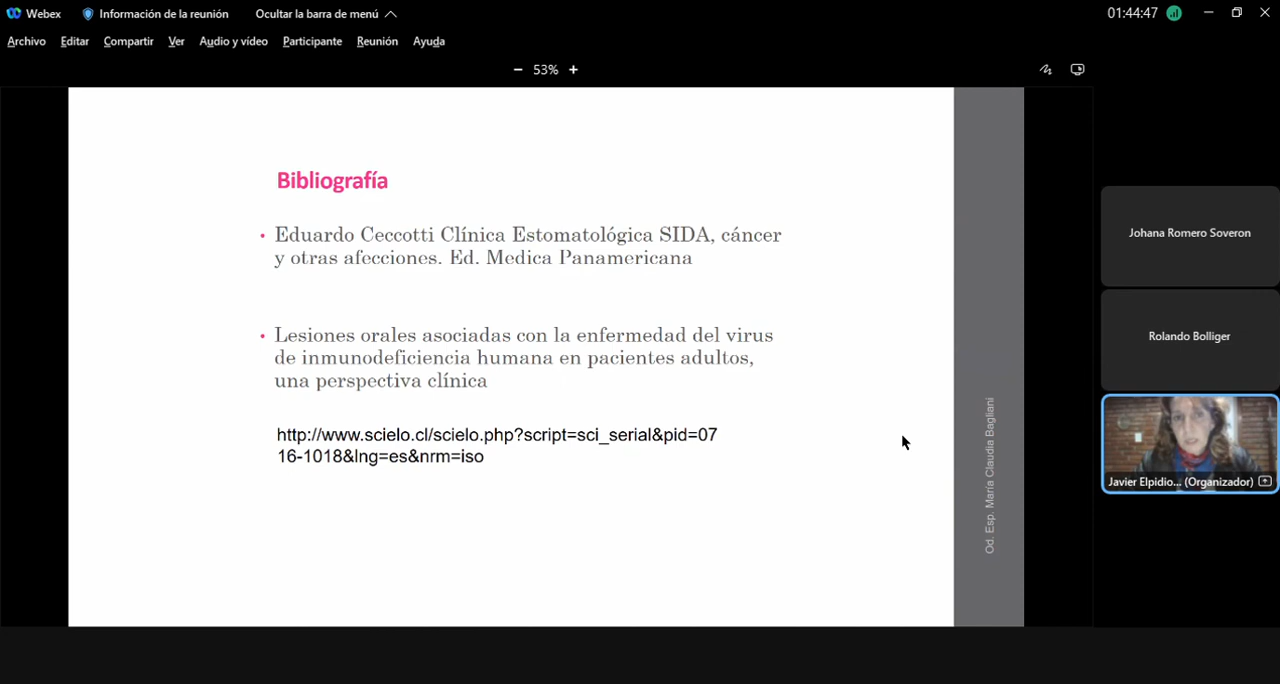 Webex
Información de la reunión
Ocultar la barra de menú
01:44:47
Archivo Editar Compartir Ver Audio y vídeo Participante Reunión Ayuda
53%
Bibliografía
• Eduardo Ceccotti Clínica Estomatológica SIDA, cáncer
y otras afecciones. Ed. Medica Panamericana
• Lesiones orales asociadas con la enfermedad del virus
de inmunodeficiencia humana en pacientes adultos,
una perspectiva clínica
http://www.scielo.cl/scielo.php?script=sci_serial&pid=07
16-1018&lng=es&nrm=iso
Od. Esp. María Claudia Bagliani
Johana Romero Soveron
Rolando Bolliger
Javier Elpidio... (Organizador)